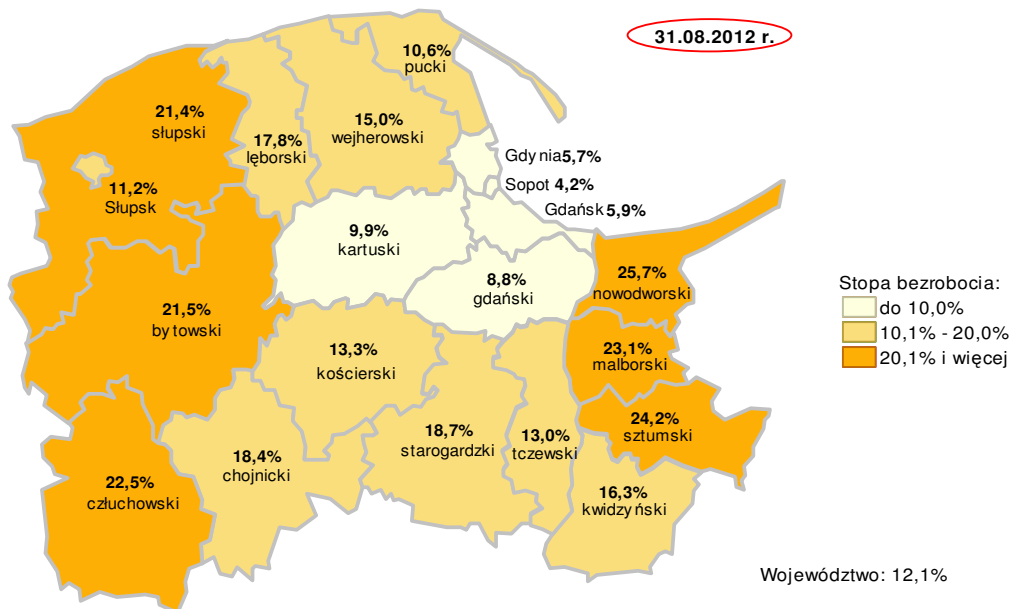 31.08.2012 r.
10,6%
pucki
21,4%
słupski
15,0%
wejherowski
17,8%
lęborski
Gdynia 5,7%
Sopot 4,2%
Gdańsk 5,9%
11,2%
Słupsk
9,9%
kartuski
8,8%
gdański
25,7%
nowodworski
21,5%
bytowski
13,3%
kościerski
23,1%
malborski
24,2%
sztumski
18,7%
starogardzki
13,0%
tczewski
18,4%
chojnicki
22,5%
człuchowski
16,3%
kwidzyński
Stopa bezrobocia:
do 10,0%
10,1% - 20,0%
20,1% i więcej
Województwo: 12,1%